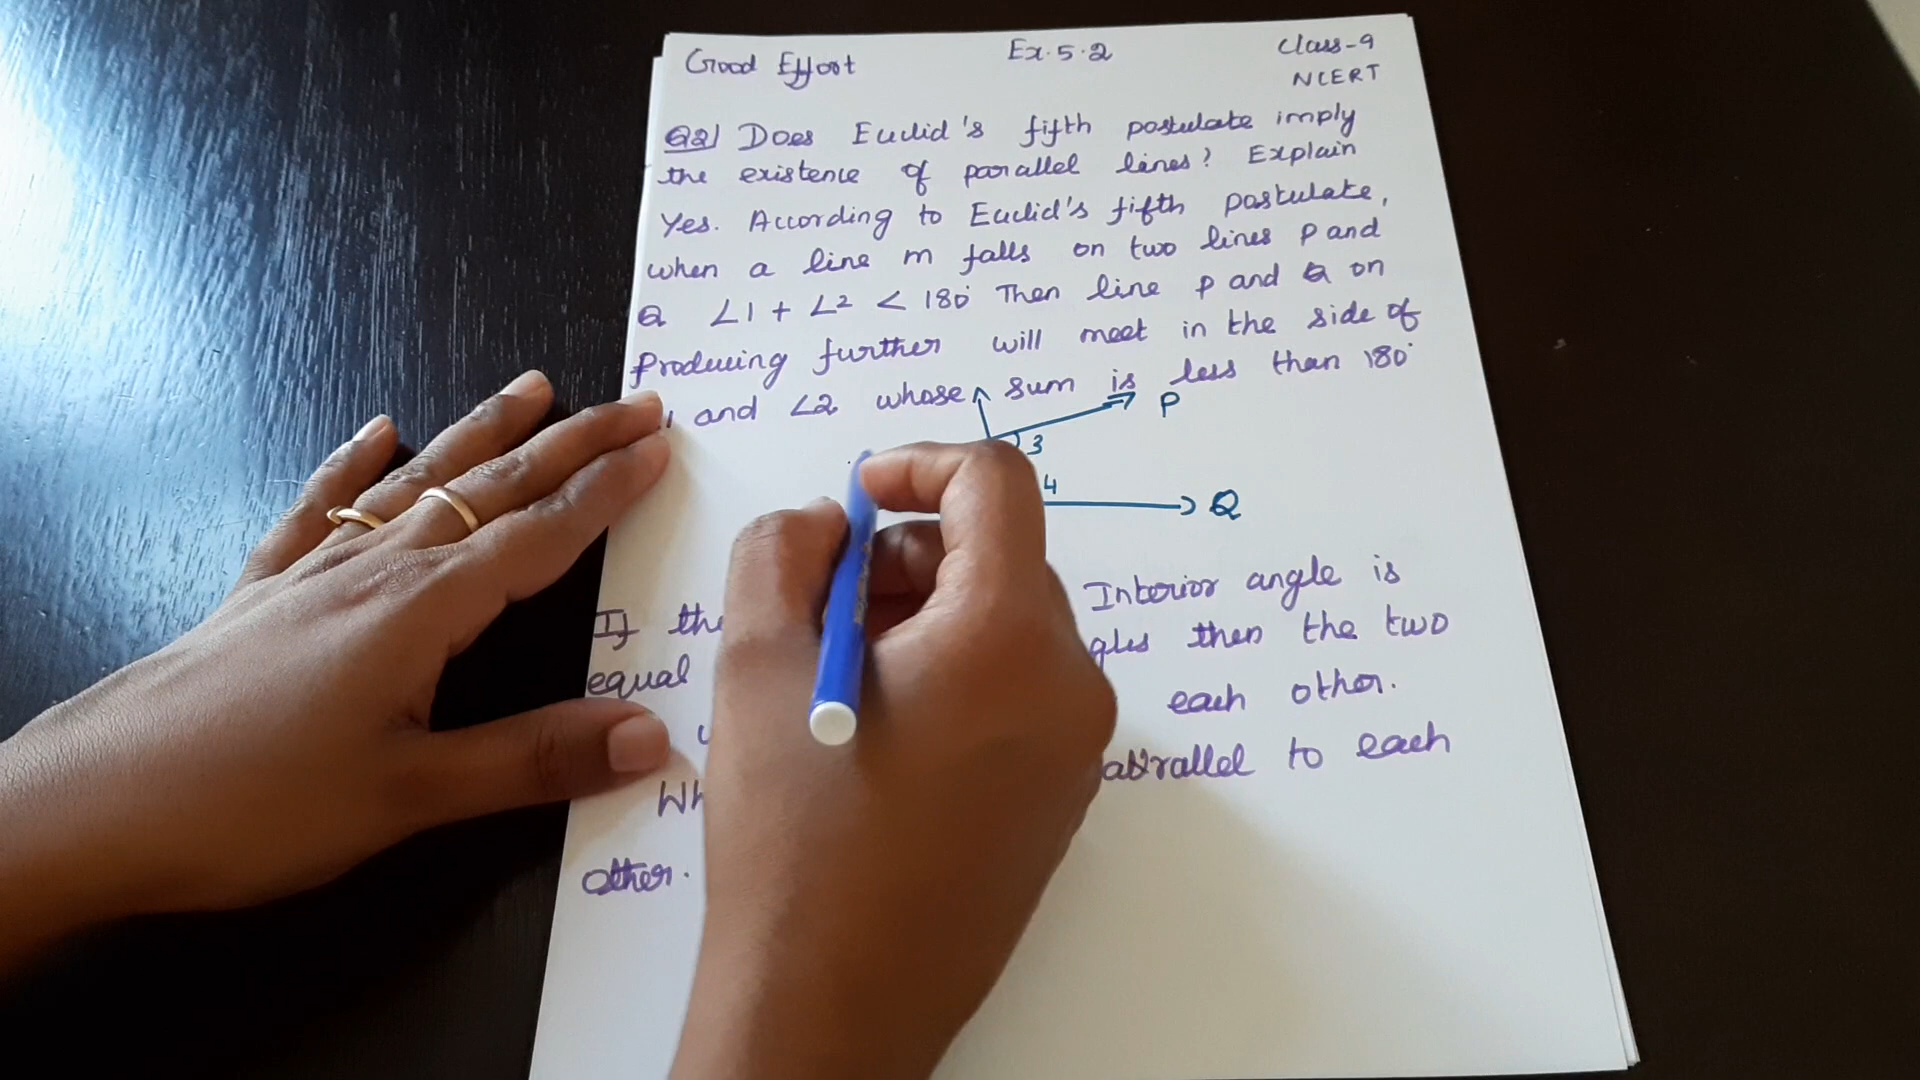 Good Effort
Ex.5.2
Class-9
NCERT
Q2) Does Euclid's fifth postulate imply
the existence of parallel lines? Explain
Yes. According to Euclid's fifth postulate,
when a line m falls on two lines P and
Q ∠1 + ∠2 < 180° Then line P and Q on
Producing further will meet in the side of
1 and ∠2 whose sum is less than 180°
P
3
4
Q
If the Interior angle is
equal then the two
each other.
to each
other.